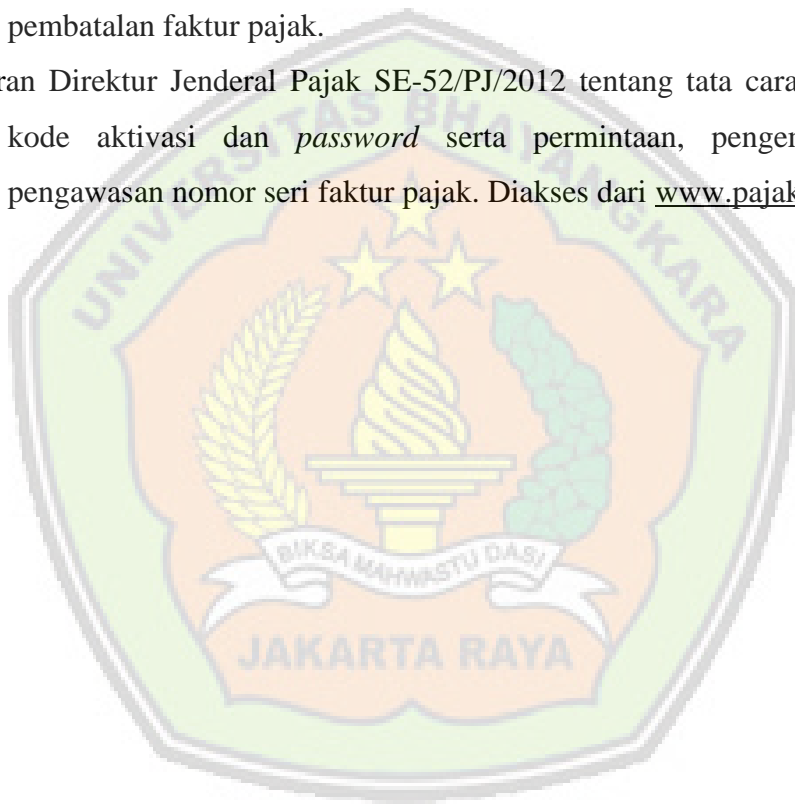 pembatalan faktur pajak.
ran Direktur Jenderal Pajak SE-52/PJ/2012 tentang tata cara
kode aktivasi dan password serta permintaan, penger
pengawasan nomor seri faktur pajak. Diakses dari www.pajak
UNIVERSITAS BHAYANGKARA
BIKSA MAHWASTU DASI
JAKARTA RAYA